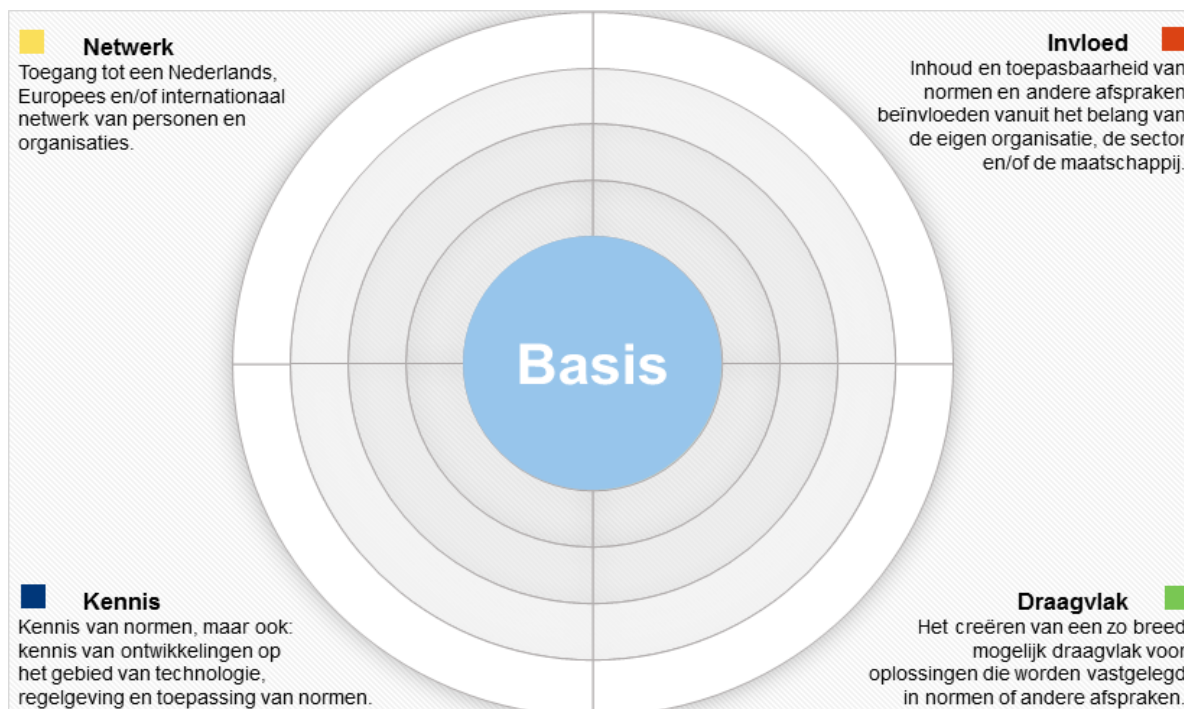 Netwerk
Toegang tot een Nederlands,
Europees en/of internationaal
netwerk van personen en
organisaties.
Invloed
Inhoud en toepasbaarheid van
normen en andere afspraken
beïnvloeden vanuit het belang van
de eigen organisatie, de sector
en/of de maatschappij.
Basis
Kennis
Kennis van normen, maar ook:
kennis van ontwikkelingen op
het gebied van technologie,
regelgeving en toepassing van normen.
Draagvlak
Het creëren van een zo breed
mogelijk draagvlak voor
oplossingen die worden vastgelegd
in normen of andere afspraken.